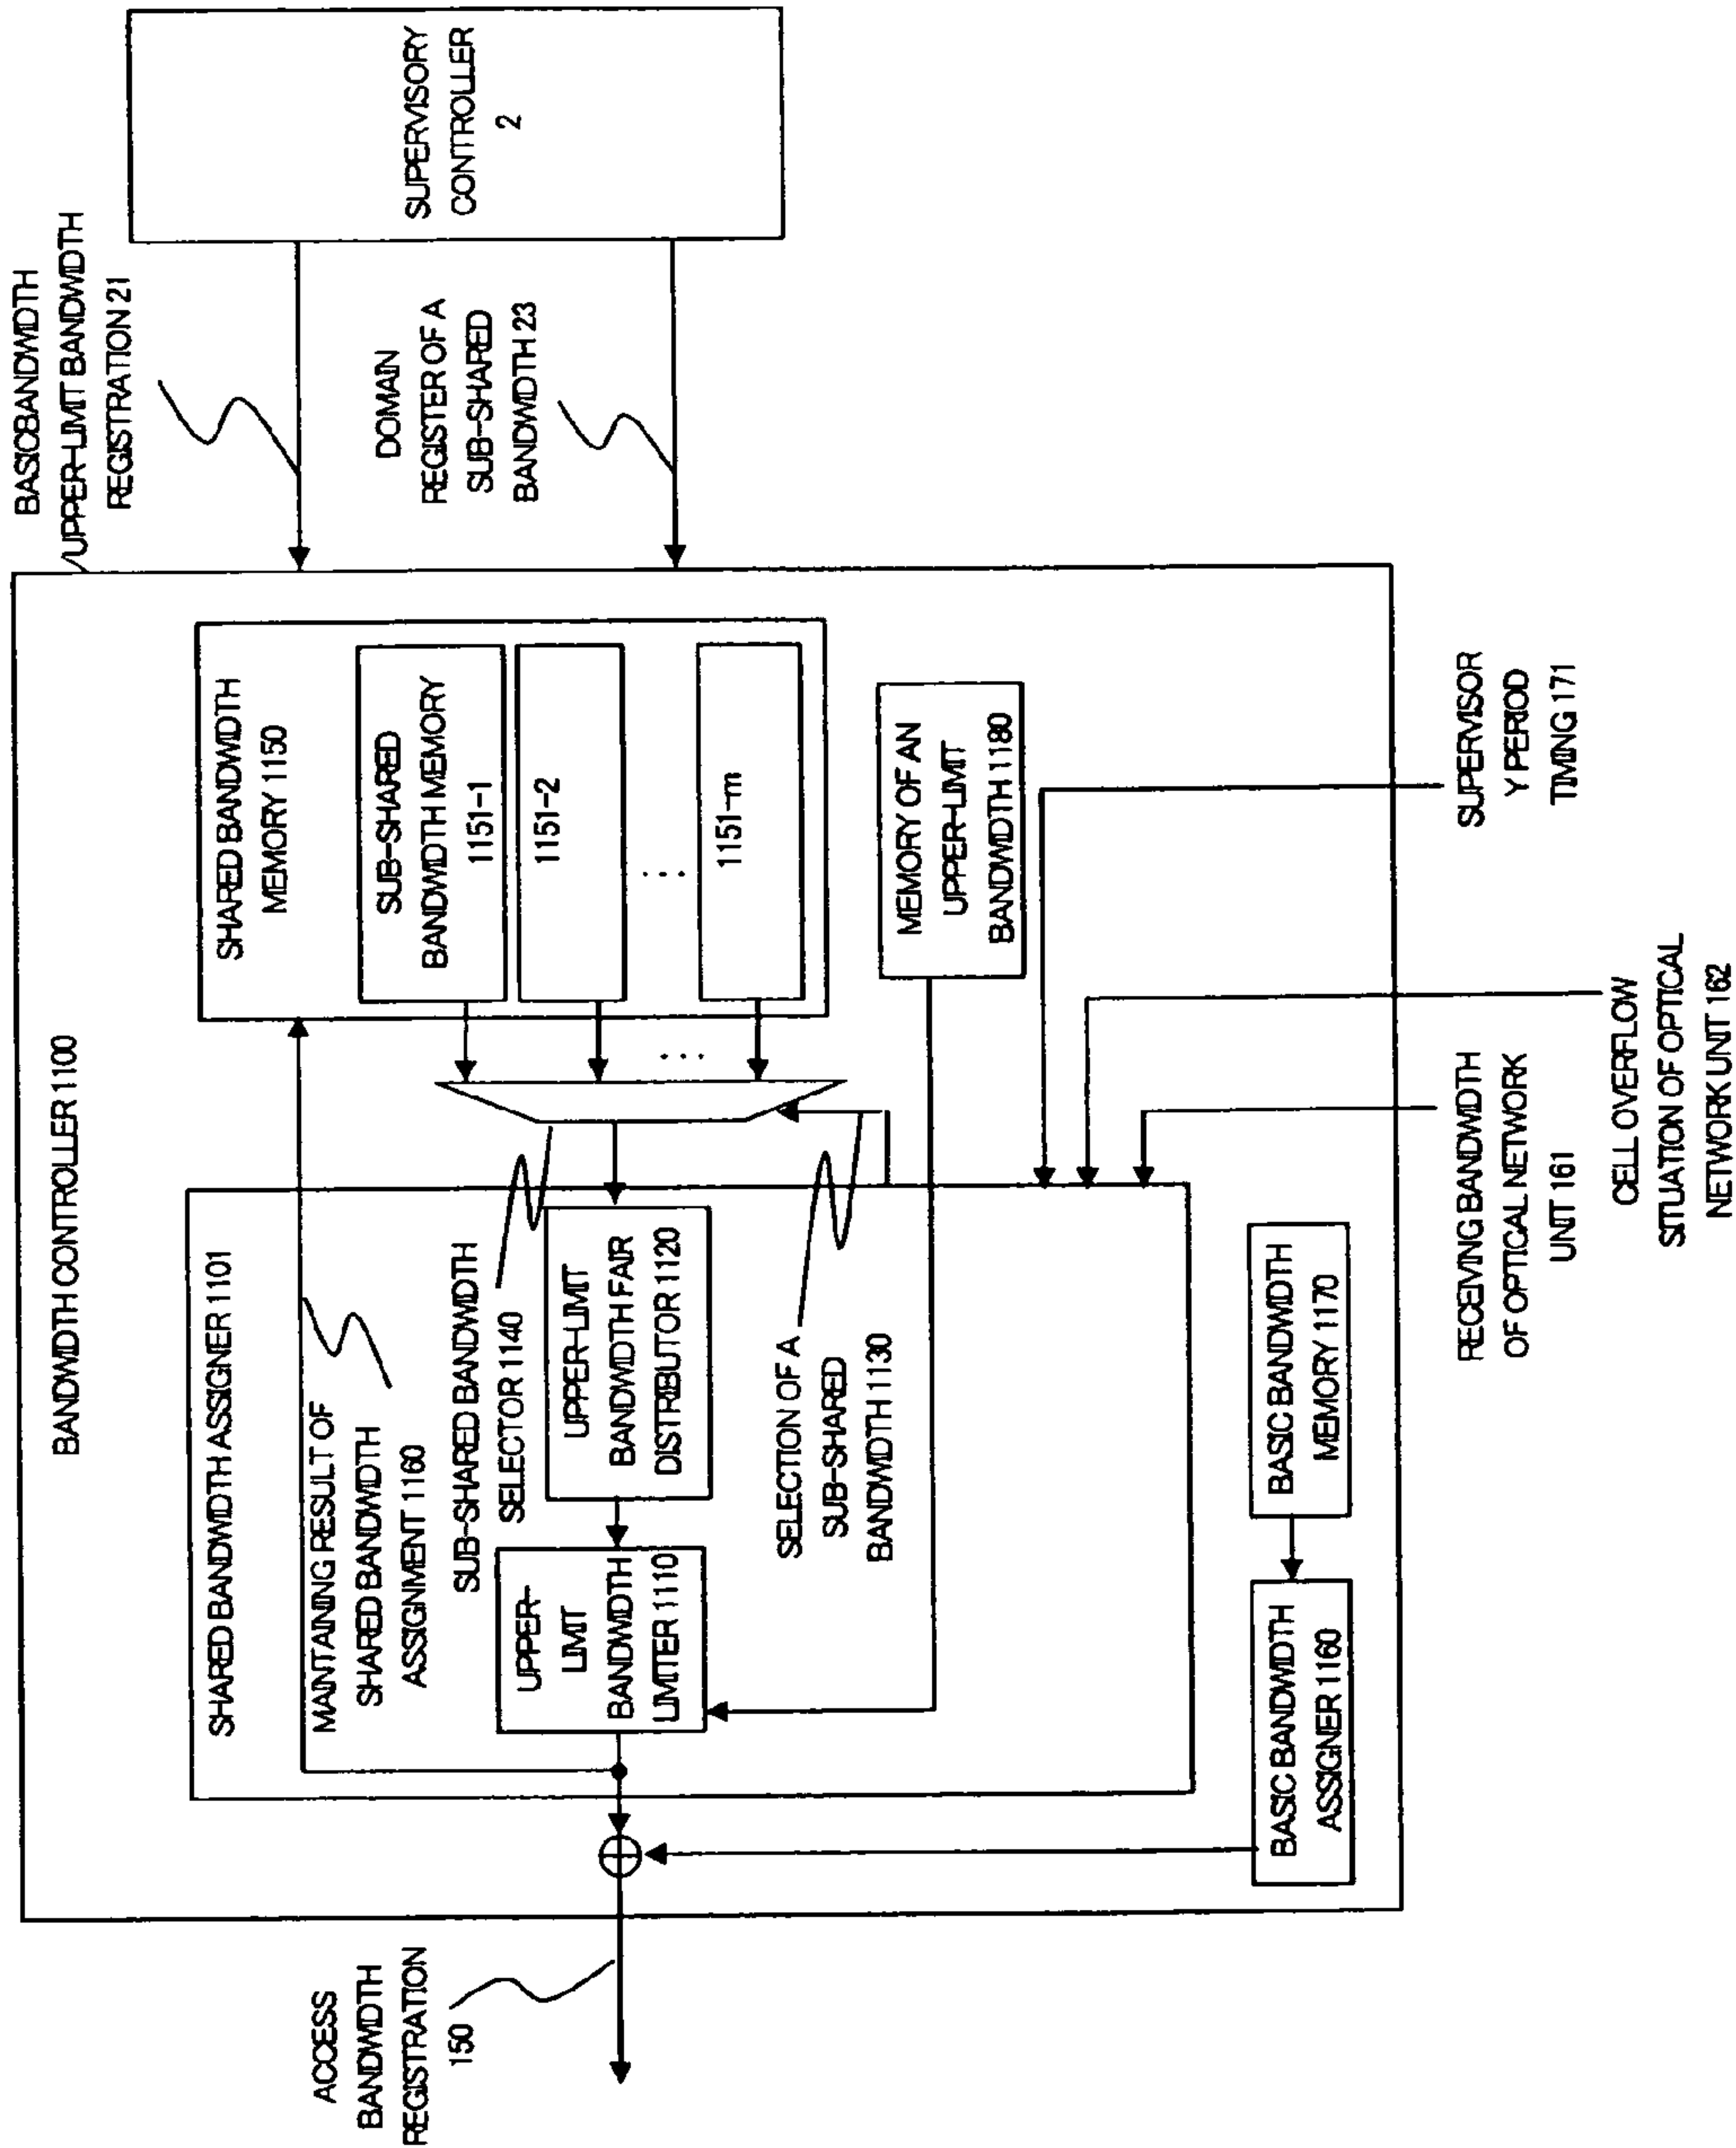 BANDWIDTH CONTROLLER 1100
SHARED BANDWIDTH ASSIGNER 1101
MAINTAINING RESULT OF
SHARED BANDWIDTH
ASSIGNMENT 1160
SUB-SHARED BANDWIDTH
SELECTOR 1140
UPPER-
LIMIT
BANDWIDTH
LIMITER 1110
UPPER-LIMIT
BANDWIDTH FAIR
DISTRIBUTOR 1120
SELECTION OF A
SUB-SHARED
BANDWIDTH 1130
SHARED BANDWIDTH
MEMORY 1150
SUB-SHARED
BANDWIDTH MEMORY
1151-1
1151-2
...
1151-m
...
MEMORY OF AN
UPPER-LIMIT
BANDWIDTH 1180
BASIC BANDWIDTH
ASSIGNER 1160
BASIC BANDWIDTH
MEMORY 1170
ACCESS
BANDWIDTH
REGISTRATION
150
BASICBANDWIDTH
UPPER-LIMIT BANDWIDTH
REGISTRATION 21
DOMAIN
REGISTER OF A
SUB-SHARED
BANDWIDTH 23
SUPERVISORY
CONTROLLER
2
RECEIVING BANDWIDTH
OF OPTICAL NETWORK
UNIT 161
CELL OVERFLOW
SITUATION OF OPTICAL
NETWORK UNIT 162
SUPERVISOR
Y PERIOD
TIMING 171